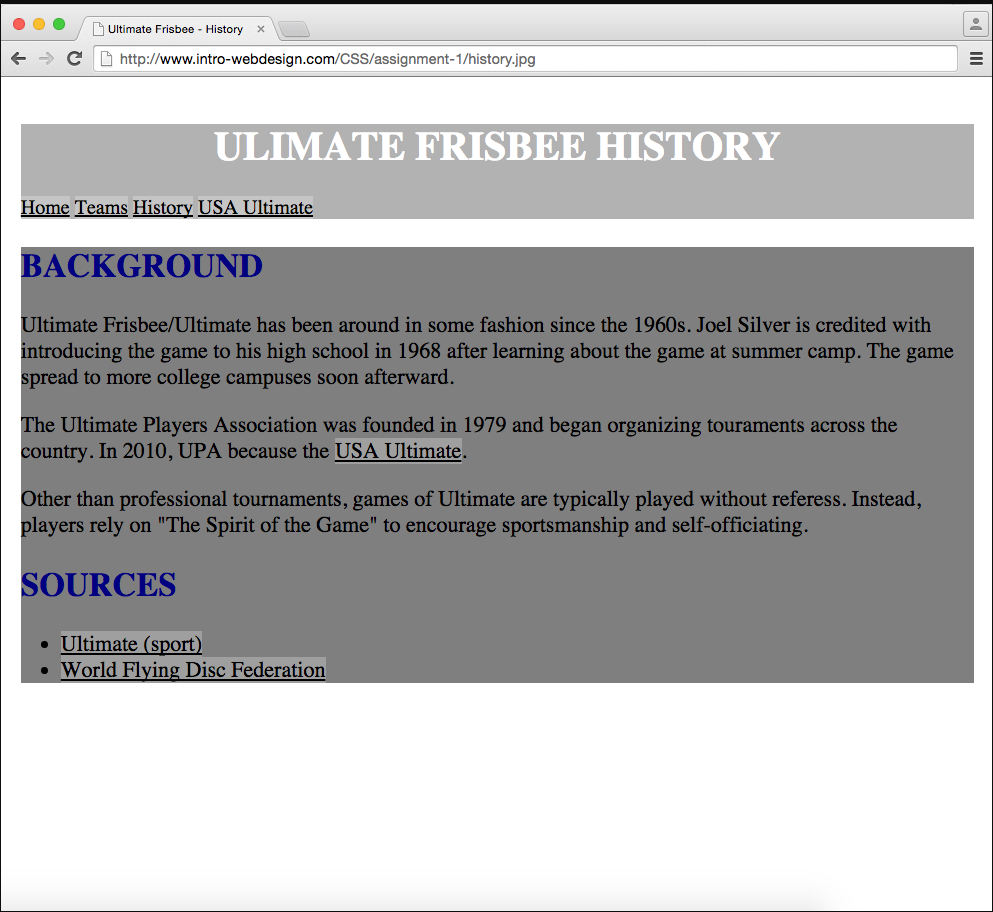 Ultimate Frisbee - History
http://www.intro-webdesign.com/CSS/assignment-1/history.jpg
ULIMATE FRISBEE HISTORY
Home Teams History USA Ultimate
BACKGROUND
Ultimate Frisbee/Ultimate has been around in some fashion since the 1960s. Joel Silver is credited with
introducing the game to his high school in 1968 after learning about the game at summer camp. The game
spread to more college campuses soon afterward.
The Ultimate Players Association was founded in 1979 and began organizing touraments across the
country. In 2010, UPA because the USA Ultimate.
Other than professional tournaments, games of Ultimate are typically played without referess. Instead,
players rely on "The Spirit of the Game" to encourage sportsmanship and self-officiating.
SOURCES
Ultimate (sport)
World Flying Disc Federation